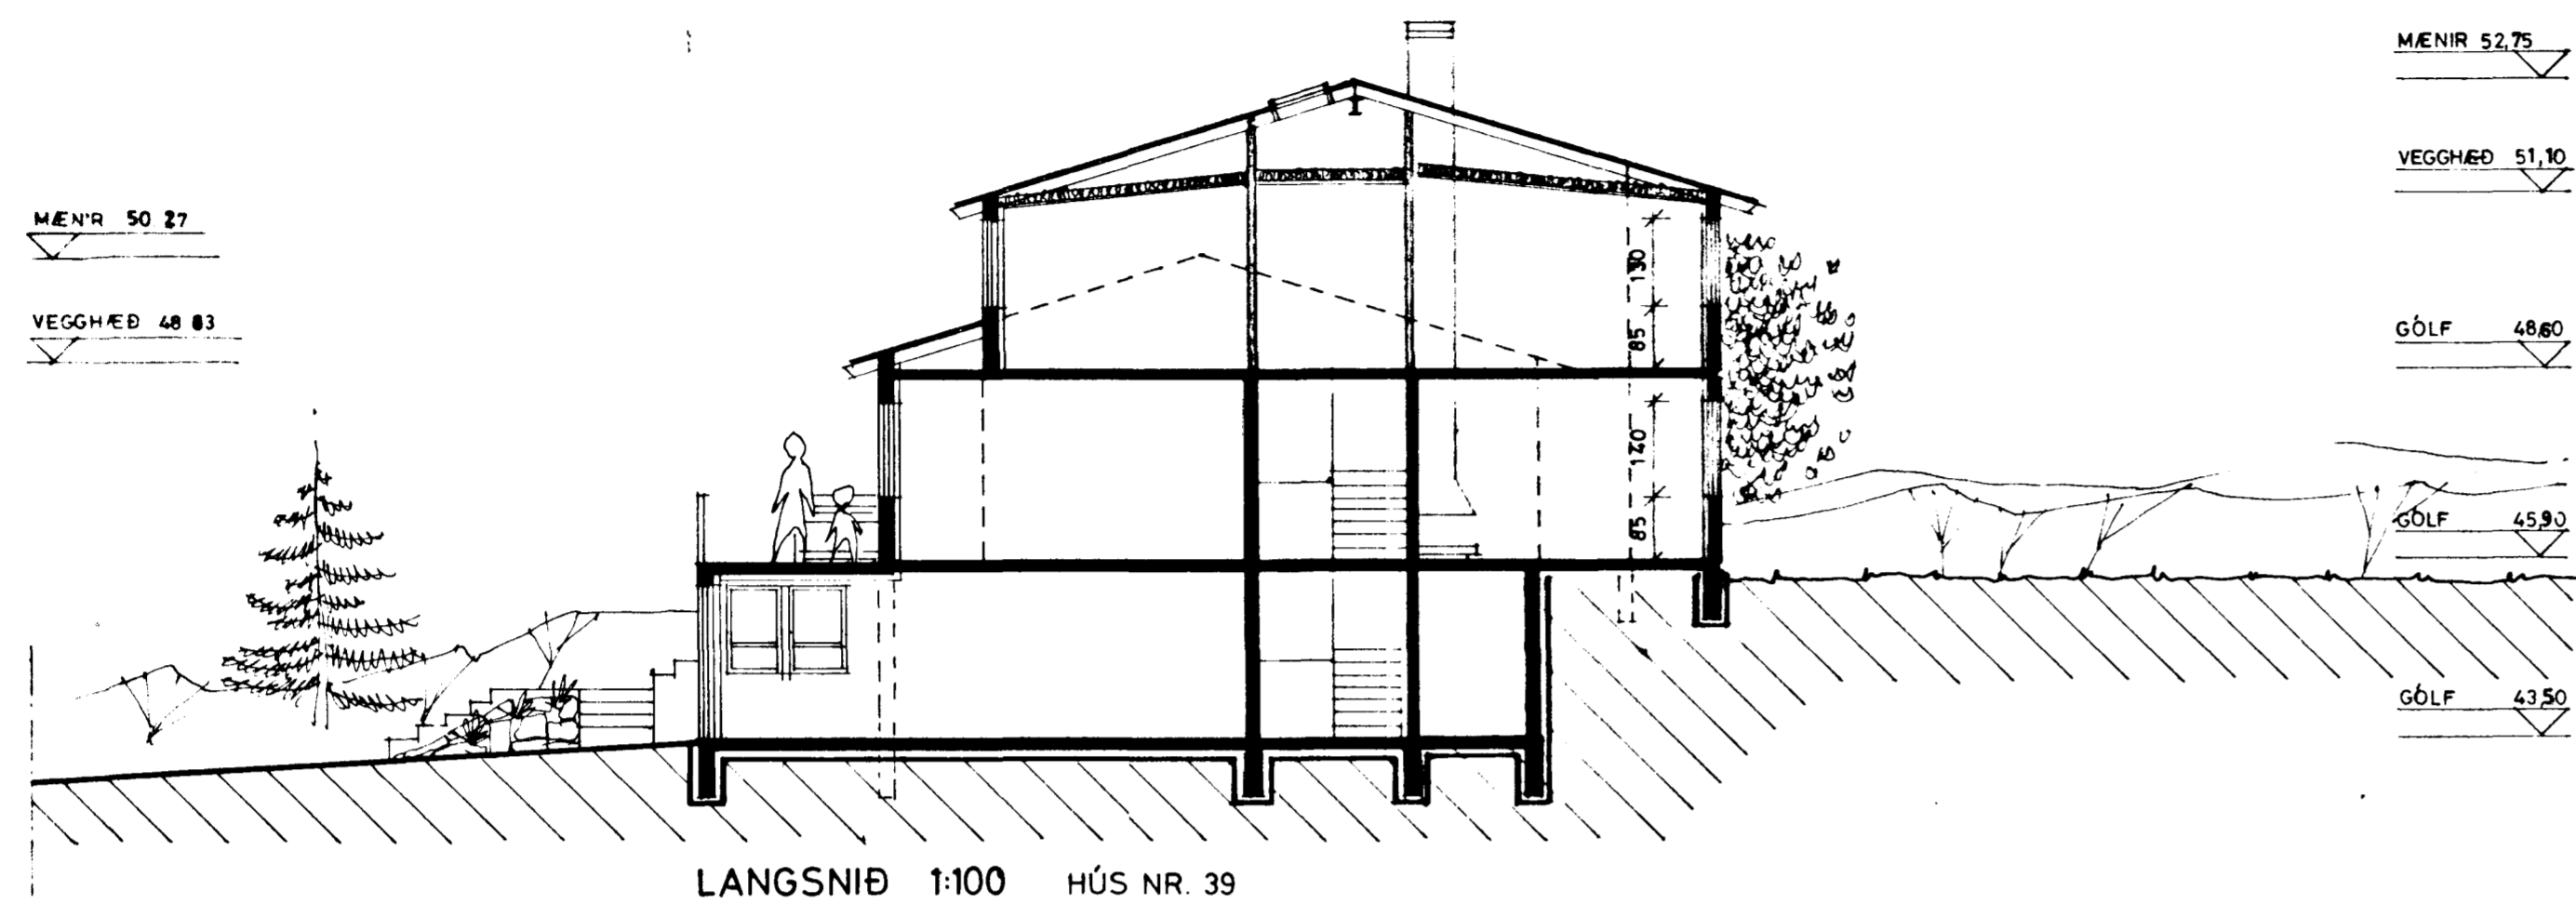 MÆNIR 52,75
VEGGHÆÐ 51,10
MÆNIR 50 27
VEGGHÆÐ 48 83
GÓLF 48,60
GÓLF 45,90
GÓLF 43,50
130
85
140
85
LANGSNIÐ 1:100 HÚS NR. 39